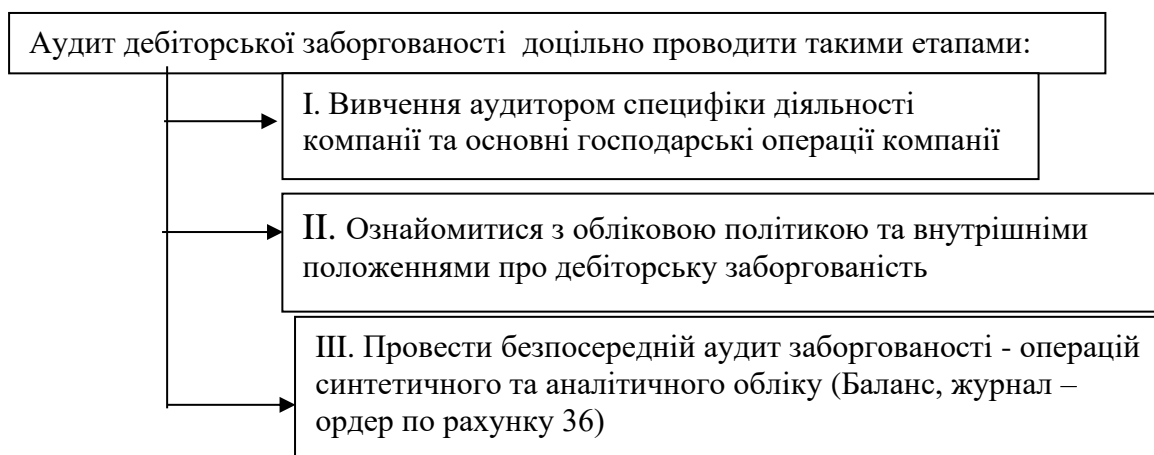 Аудит дебіторської заборгованості доцільно проводити такими етапами:
І. Вивчення аудитором специфіки діяльності
компанії та основні господарські операції компанії
ІІ. Ознайомитися з обліковою політикою та внутрішніми
положеннями про дебіторську заборгованість
ІІІ. Провести безпосередній аудит заборгованості - операцій
синтетичного та аналітичного обліку (Баланс, журнал –
ордер по рахунку 36)